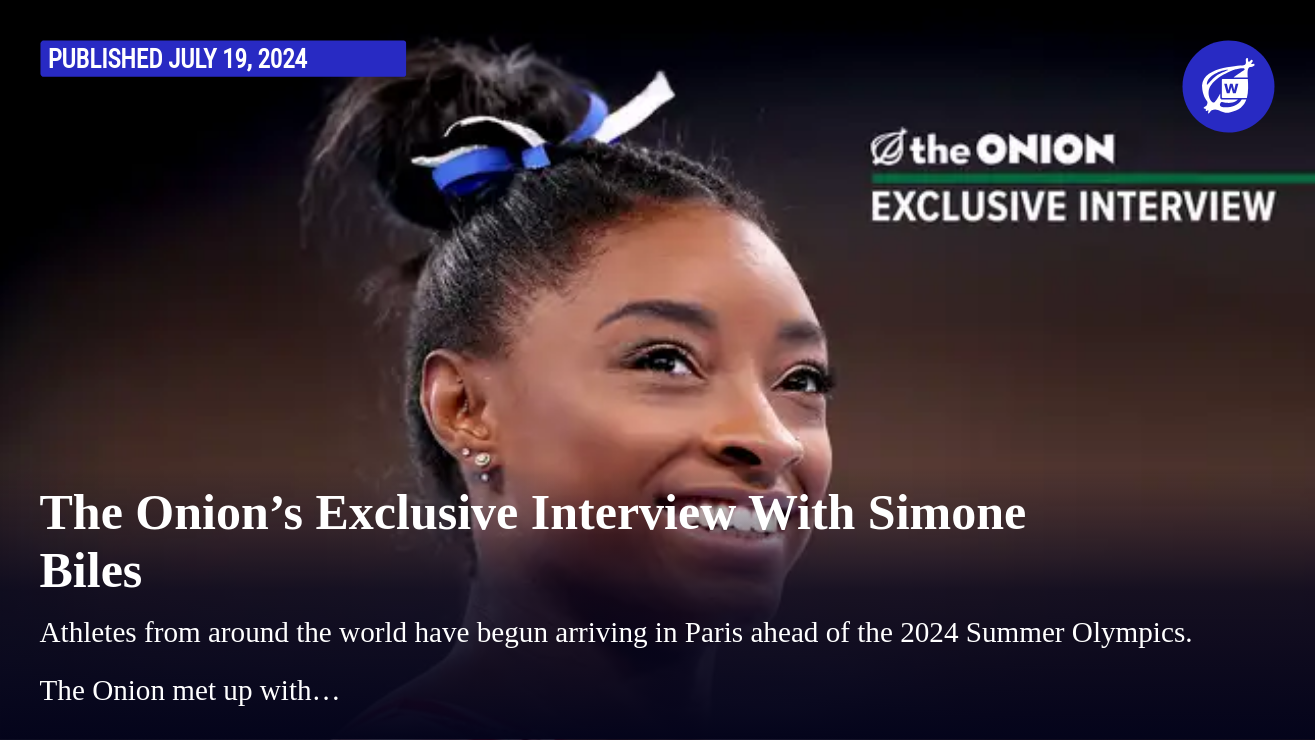 PUBLISHED JULY 19, 2024
W
the ONION
EXCLUSIVE INTERVIEW
The Onion’s Exclusive Interview With Simone
Biles
Athletes from around the world have begun arriving in Paris ahead of the 2024 Summer Olympics.
The Onion met up with…